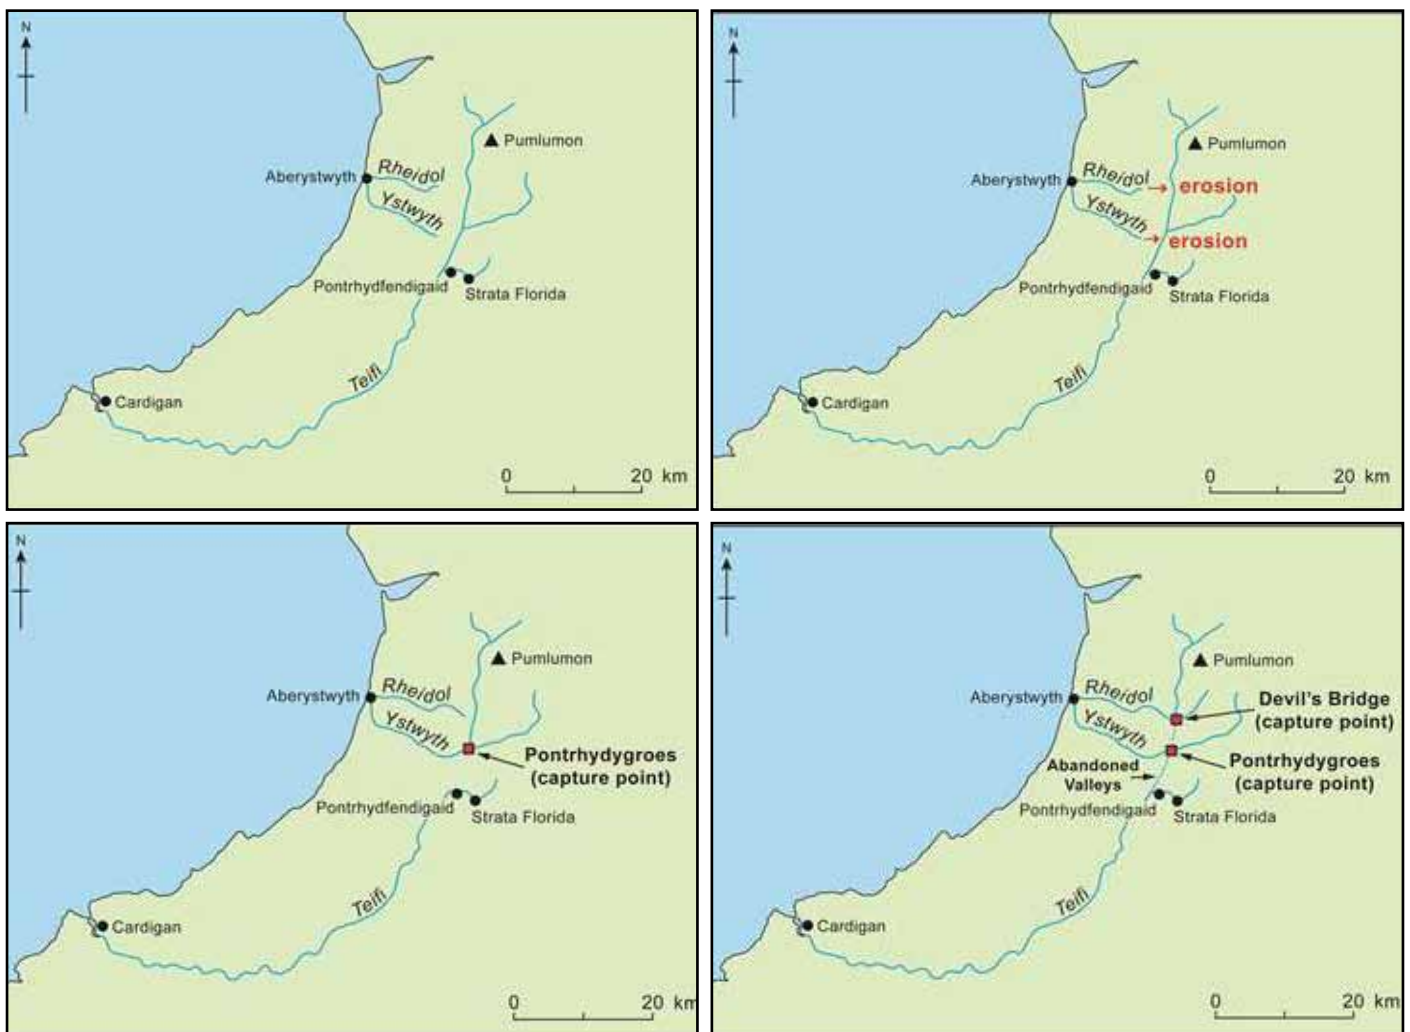 N
Pumlumon
Aberystwyth
Rheidol
Ystwyth
Pontrhydfendigaid
Strata Florida
Teifi
Cardigan
0 20 km
N
Pumlumon
Aberystwyth
Rheidol
erosion
Ystwyth
erosion
Pontrhydfendigaid
Strata Florida
Teifi
Cardigan
0 20 km
N
Pumlumon
Aberystwyth
Rheidol
Ystwyth
Pontrhydygroes
(capture point)
Pontrhydfendigaid
Strata Florida
Teifi
Cardigan
0 20 km
N
Pumlumon
Aberystwyth
Rheidol
Devil's Bridge
(capture point)
Ystwyth
Pontrhydygroes
(capture point)
Abandoned
Valleys
Pontrhydfendigaid
Strata Florida
Teifi
Cardigan
0 20 km